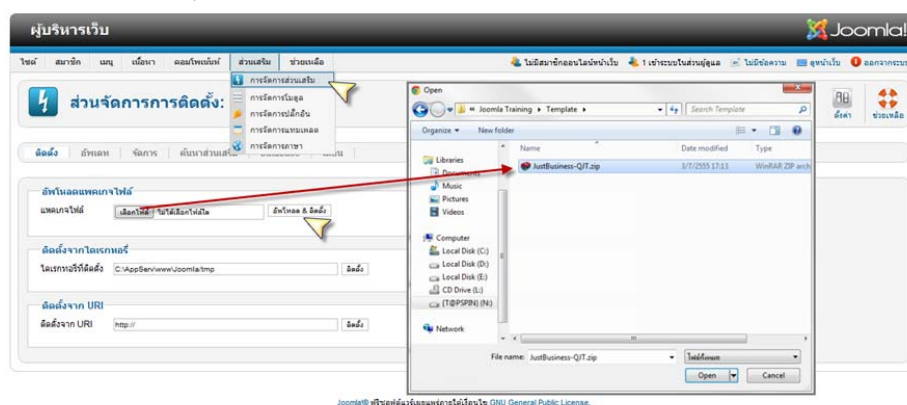 ผู้บริหารเว็บ
Joomla!
ไซต์ สมาชิก เมนู เนื้อหา คอมโพเน้นท์ ส่วนเสริม ช่วยเหลือ
ไม่มีสมาชิกออนไลน์หน้าเว็บ 1 เข้าระบบในส่วนผู้ดูแล ไม่มีข้อความ ดูหน้าเว็บ ออกจากระบบ
การจัดการส่วนเสริม
การจัดการโมดูล
การจัดการปลั๊กอิน
การจัดการแทมเพลต
การจัดการภาษา
ส่วนจัดการการติดตั้ง:
ตั้งค่า ช่วยเหลือ
ติดตั้ง อัพเดท จัดการ ค้นหาส่วนเสริม
อัพโหลดแพคเกจไฟล์
แพคเกจไฟล์ เลือกไฟล์ ไม่ได้เลือกไฟล์ใด อัพโหลด & ติดตั้ง
ติดตั้งจากไดเรกทอรี่
ไดเรกทอรี่ที่ติดตั้ง C:\AppServ\www\Joomla/tmp ติดตั้ง
ติดตั้งจาก URI
ติดตั้งจาก URI http:// ติดตั้ง
Open
« Joomla Training Template Search Template
Organize New folder
Name Date modified Type
JustBusiness-QJT.zip 1/7/2555 17:13 WinRAR ZIP arch
Libraries
Documents
Music
Pictures
Videos
Computer
Local Disk (C:)
Local Disk (D:)
Local Disk (E:)
CD Drive (L:)
(T@PSPIN) (N:)
Network
File name: JustBusiness-QJT.zip ไฟล์ทั้งหมด
Open Cancel
Joomla!® ฟรีซอฟต์แวร์เผยแพร่ภายใต้เงื่อนไข GNU General Public License.